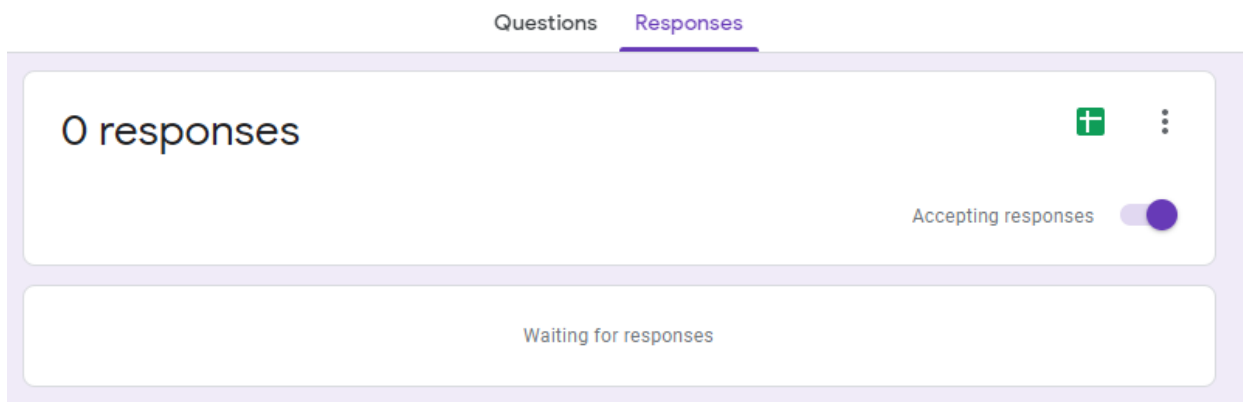 Questions Responses
0 responses
Accepting responses
Waiting for responses